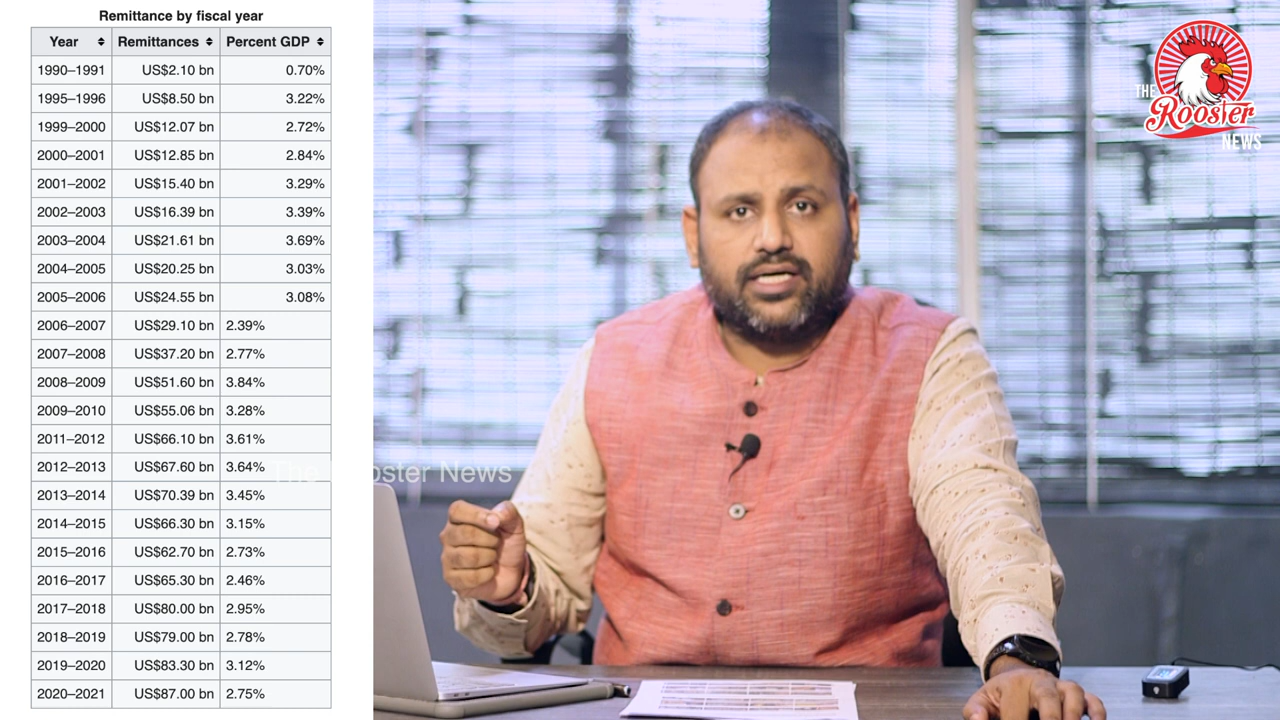 Remittance by fiscal year
Year Remittances Percent GDP
1990–1991 US$2.10 bn 0.70%
1995–1996 US$8.50 bn 3.22%
1999–2000 US$12.07 bn 2.72%
2000–2001 US$12.85 bn 2.84%
2001–2002 US$15.40 bn 3.29%
2002–2003 US$16.39 bn 3.39%
2003–2004 US$21.61 bn 3.69%
2004–2005 US$20.25 bn 3.03%
2005–2006 US$24.55 bn 3.08%
2006–2007 US$29.10 bn 2.39%
2007–2008 US$37.20 bn 2.77%
2008–2009 US$51.60 bn 3.84%
2009–2010 US$55.06 bn 3.28%
2011–2012 US$66.10 bn 3.61%
2012–2013 US$67.60 bn 3.64%
2013–2014 US$70.39 bn 3.45%
2014–2015 US$66.30 bn 3.15%
2015–2016 US$62.70 bn 2.73%
2016–2017 US$65.30 bn 2.46%
2017–2018 US$80.00 bn 2.95%
2018–2019 US$79.00 bn 2.78%
2019–2020 US$83.30 bn 3.12%
2020–2021 US$87.00 bn 2.75%
The Rooster News
THE
Rooster
NEWS